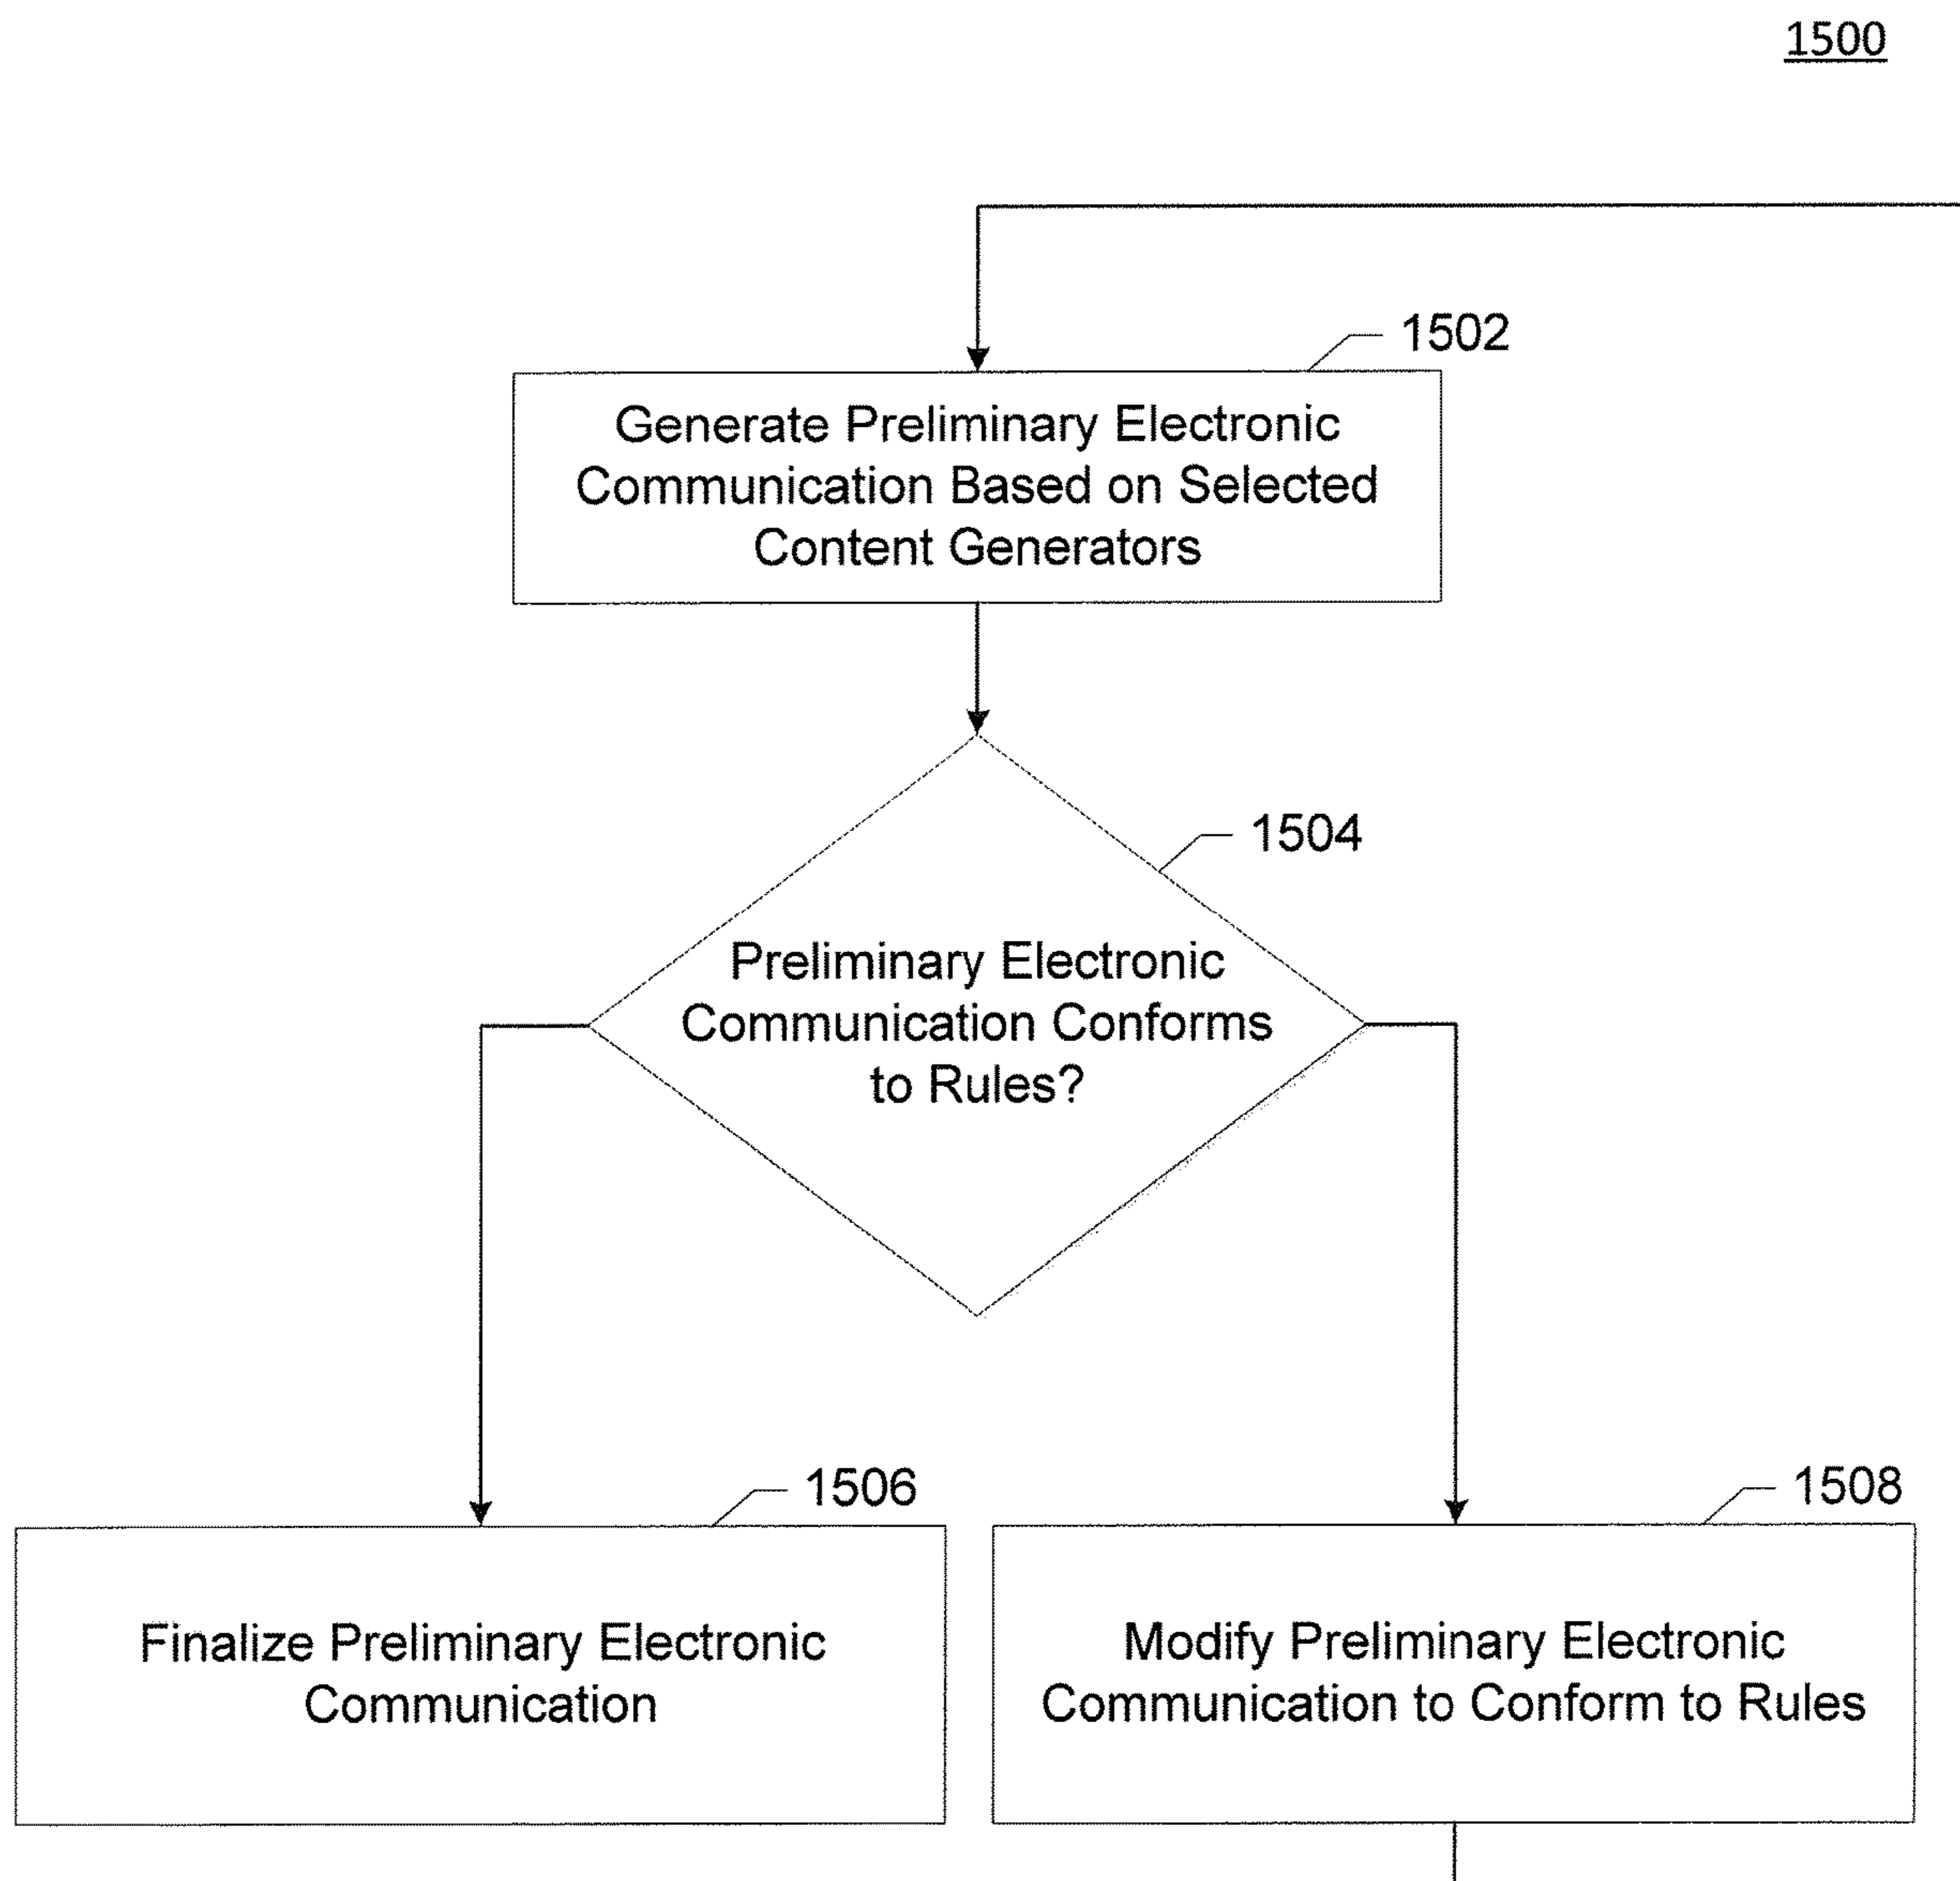 1500
1502
Generate Preliminary Electronic
Communication Based on Selected
Content Generators
1504
Preliminary Electronic
Communication Conforms
to Rules?
1506
Finalize Preliminary Electronic
Communication
1508
Modify Preliminary Electronic
Communication to Conform to Rules